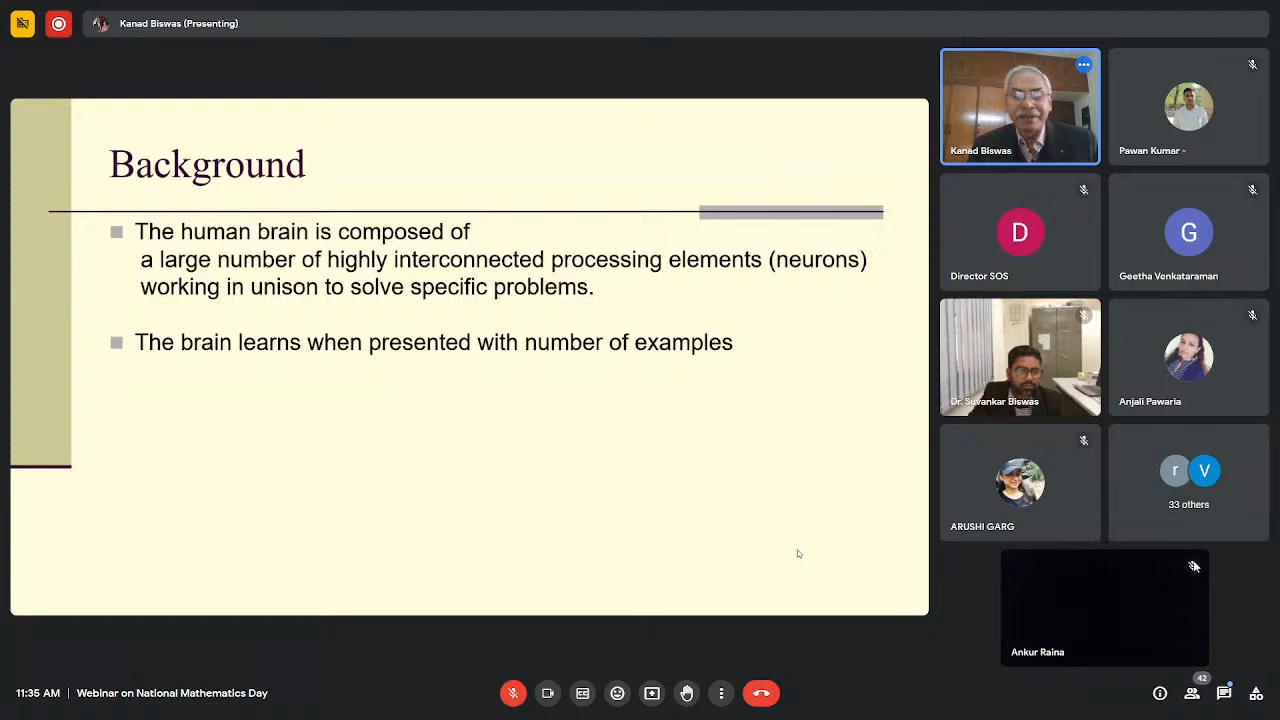 Kanad Biswas (Presenting)
Background
The human brain is composed of
a large number of highly interconnected processing elements (neurons)
working in unison to solve specific problems.
The brain learns when presented with number of examples
Kanad Biswas
Pawan Kumar -
D
Director SOS
G
Geetha Venkataraman
Dr. Suvankar Biswas
Anjali Pawaria
ARUSHI GARG
r V
33 others
Ankur Raina
11:35 AM | Webinar on National Mathematics Day
42